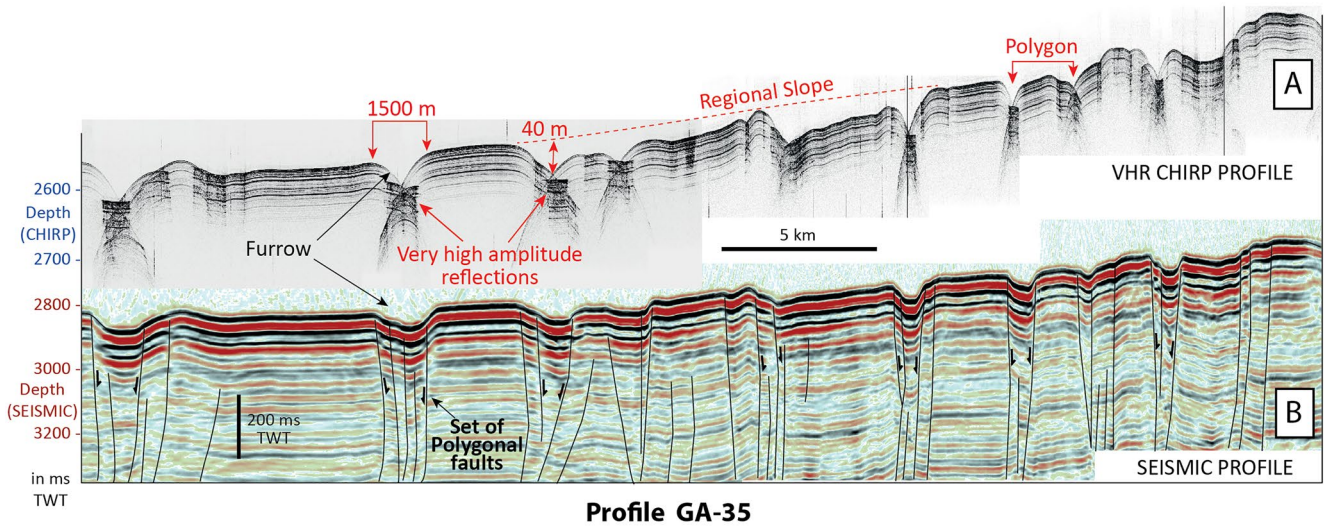 Polygon
A
Regional Slope
1500 m
40 m
VHR CHIRP PROFILE
2600
Depth
(CHIRP)
2700
Furrow
Very high amplitude
reflections
5 km
2800
3000
Depth
(SEISMIC)
3200
200 ms
TWT
Set of
Polygonal
faults
B
SEISMIC PROFILE
in ms
TWT
Profile GA-35